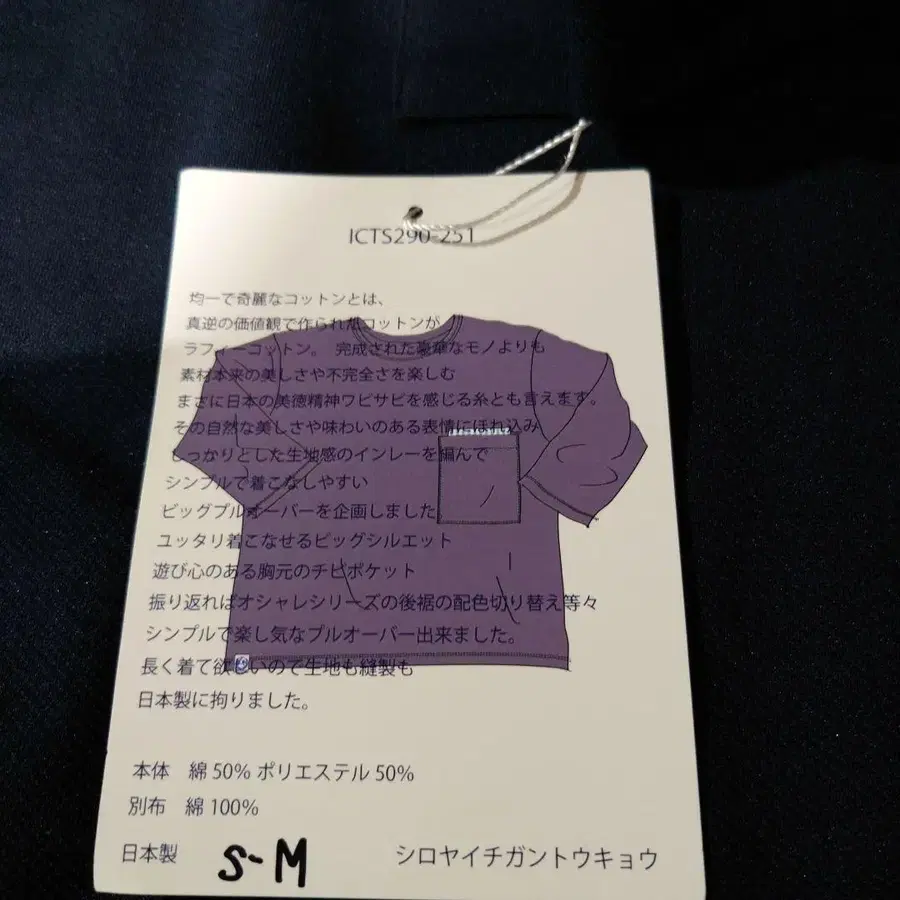 ICTS290-251
均一で奇麗なコットンとは、
真逆の価値観で作られたコットンが
ラフィーコットン。 完成された豪華なモノよりも
素材本来の美しさや不完全さを楽しむ
まさに日本の美徳精神ワビサビを感じる糸とも言えます。
その自然な美しさや味わいのある表情にほれ込み
しっかりとした生地感のインレーを編んで
シンプルで着こなしやすい
ビッグプルオーバーを企画しました
ユッタリ着こなせるビッグシルエット
遊び心のある胸元のチビポケット
振り返ればオシャレシリーズの後裾の配色切り替え等々
シンプルで楽し気なプルオーバー出来ました。
長く着て欲しいので生地も縫製も
日本製に拘りました。
本体 綿 50% ポリエステル 50%
別布 綿 100%
日本製 S-M シロヤイチガントウキョウ